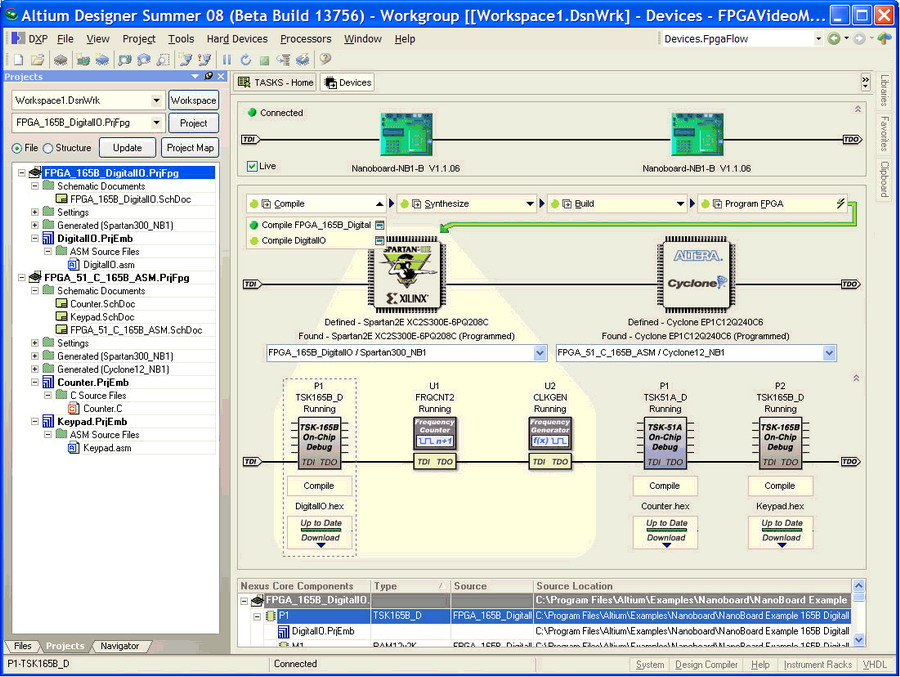 Altium Designer Summer 08 (Beta Build 13756) - Workgroup [[Workspace1.DsnWrk] - Devices - FPGAVideoM...
DXP File View Project Tools Hard Devices Processors Window Help
Devices.FpgaFlow
Projects
TASKS - Home
Devices
Workspace1.DsnWrk
Workspace
FPGA_165B_DigitalIO.PrjFpg
Project
File
Structure
Update
Project Map
FPGA_165B_DigitalIO.PrjFpg
Schematic Documents
FPGA_165B_DigitalIO.SchDoc
Settings
Generated (Spartan300_NB1)
DigitalIO.PrjEmb
ASM Source Files
DigitalIO.asm
FPGA_51_C_165B_ASM.PrjFpg
Schematic Documents
Counter.SchDoc
Keypad.SchDoc
FPGA_51_C_165B_ASM.SchDoc
Settings
Generated (Spartan300_NB1)
Generated (Cyclone12_NB1)
Counter.PrjEmb
C Source Files
Counter.C
Keypad.PrjEmb
ASM Source Files
Keypad.asm
Files
Projects
Navigator
Connected
TDI
TDO
Live
Nanoboard-NB1-B V1.1.06
Nanoboard-NB1-B V1.1.06
Compile
Synthesize
Build
Program FPGA
Compile FPGA_165B_Digital
Compile DigitalIO
SPARTAN-IIE
XILINX
ALTERA
Cyclone
TDI
TDO
Defined - Spartan2E XC2S300E-6PQ208C
Found - Spartan2E XC2S300E-6PQ208C (Programmed)
Defined - Cyclone EP1C12Q240C6
Found - Cyclone EP1C12Q240C6 (Programmed)
FPGA_165B_DigitalIO / Spartan300_NB1
FPGA_51_C_165B_ASM / Cyclone12_NB1
P1
TSK165B_D
Running
TSK-165B
On-Chip
Debug
TDI TDO
Compile
DigitalIO.hex
Up to Date
Download
U1
FRQCNT2
Running
Frequency
Counter
n+1
TDI TDO
U2
CLKGEN
Running
Frequency
Generator
f(x)
TDI TDO
P1
TSK51A_D
Running
TSK-51A
On-Chip
Debug
TDI TDO
Compile
Counter.hex
Up to Date
Download
P2
TSK165B_D
Running
TSK-165B
On-Chip
Debug
TDI TDO
Compile
Keypad.hex
Up to Date
Download
TDI
TDO
Nexus Core Components Type Source Source Location
FPGA_165B_DigitalIO. C:\Program Files\Altium\Examples\Nanoboard\NanoBoard Example
P1 TSK165B_D FPGA_165B_Digitall C:\Program Files\Altium\Examples\Nanoboard\NanoBoard 165B Digitall
DigitalIO.PrjEmb C:\Program Files\Altium\Examples\Nanoboard\NanoBoard 165B Digitall
Libraries
Favorites
Clipboard
P1-TSK165B_D
Connected
System Design Compiler Help Instrument Racks VHDL